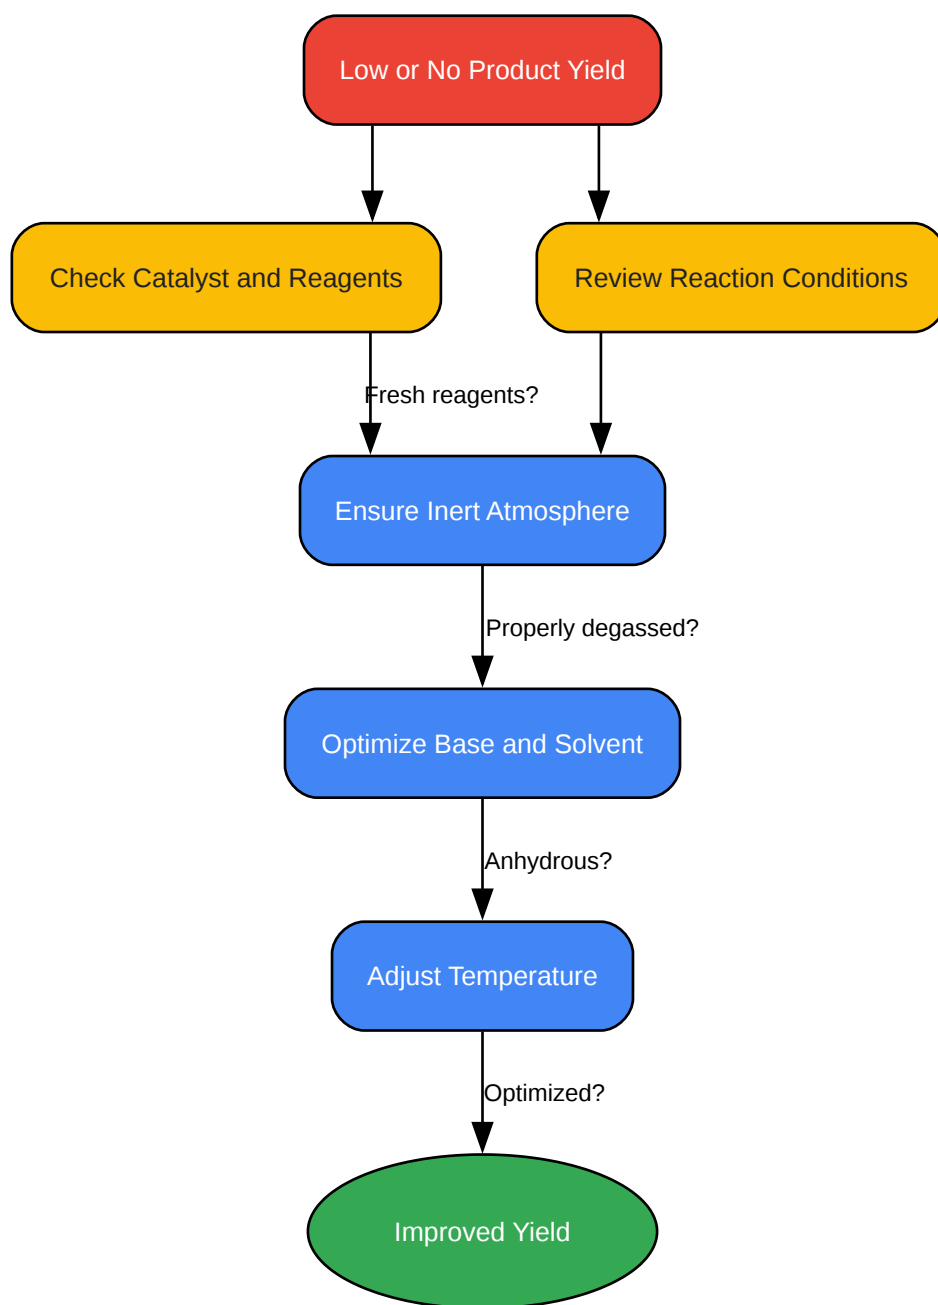 Low or No Product Yield
Check Catalyst and Reagents
Review Reaction Conditions
Fresh reagents?
Ensure Inert Atmosphere
Properly degassed?
Optimize Base and Solvent
Anhydrous?
Adjust Temperature
Optimized?
Improved Yield